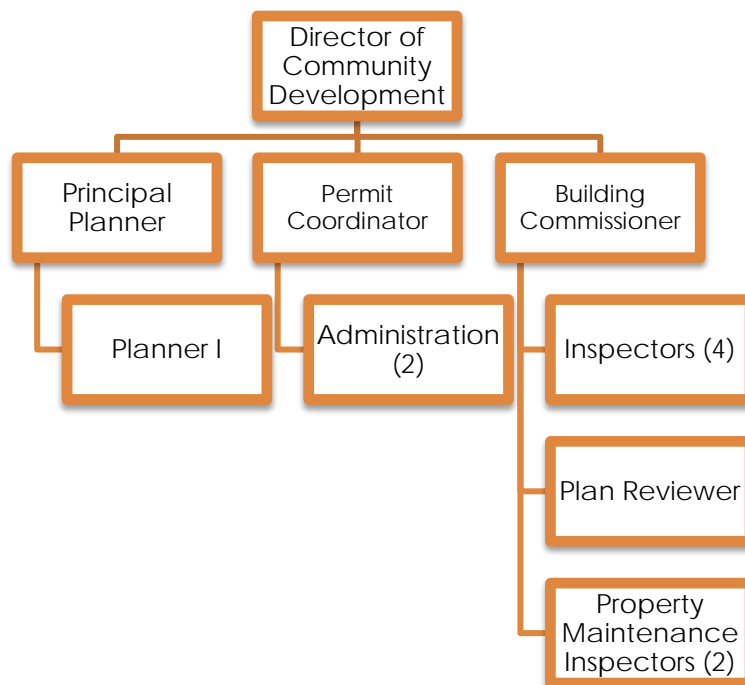 Director of
Community
Development
Principal
Planner
Permit
Coordinator
Building
Commissioner
Planner I
Administration
(2)
Inspectors (4)
Plan Reviewer
Property
Maintenance
Inspectors (2)